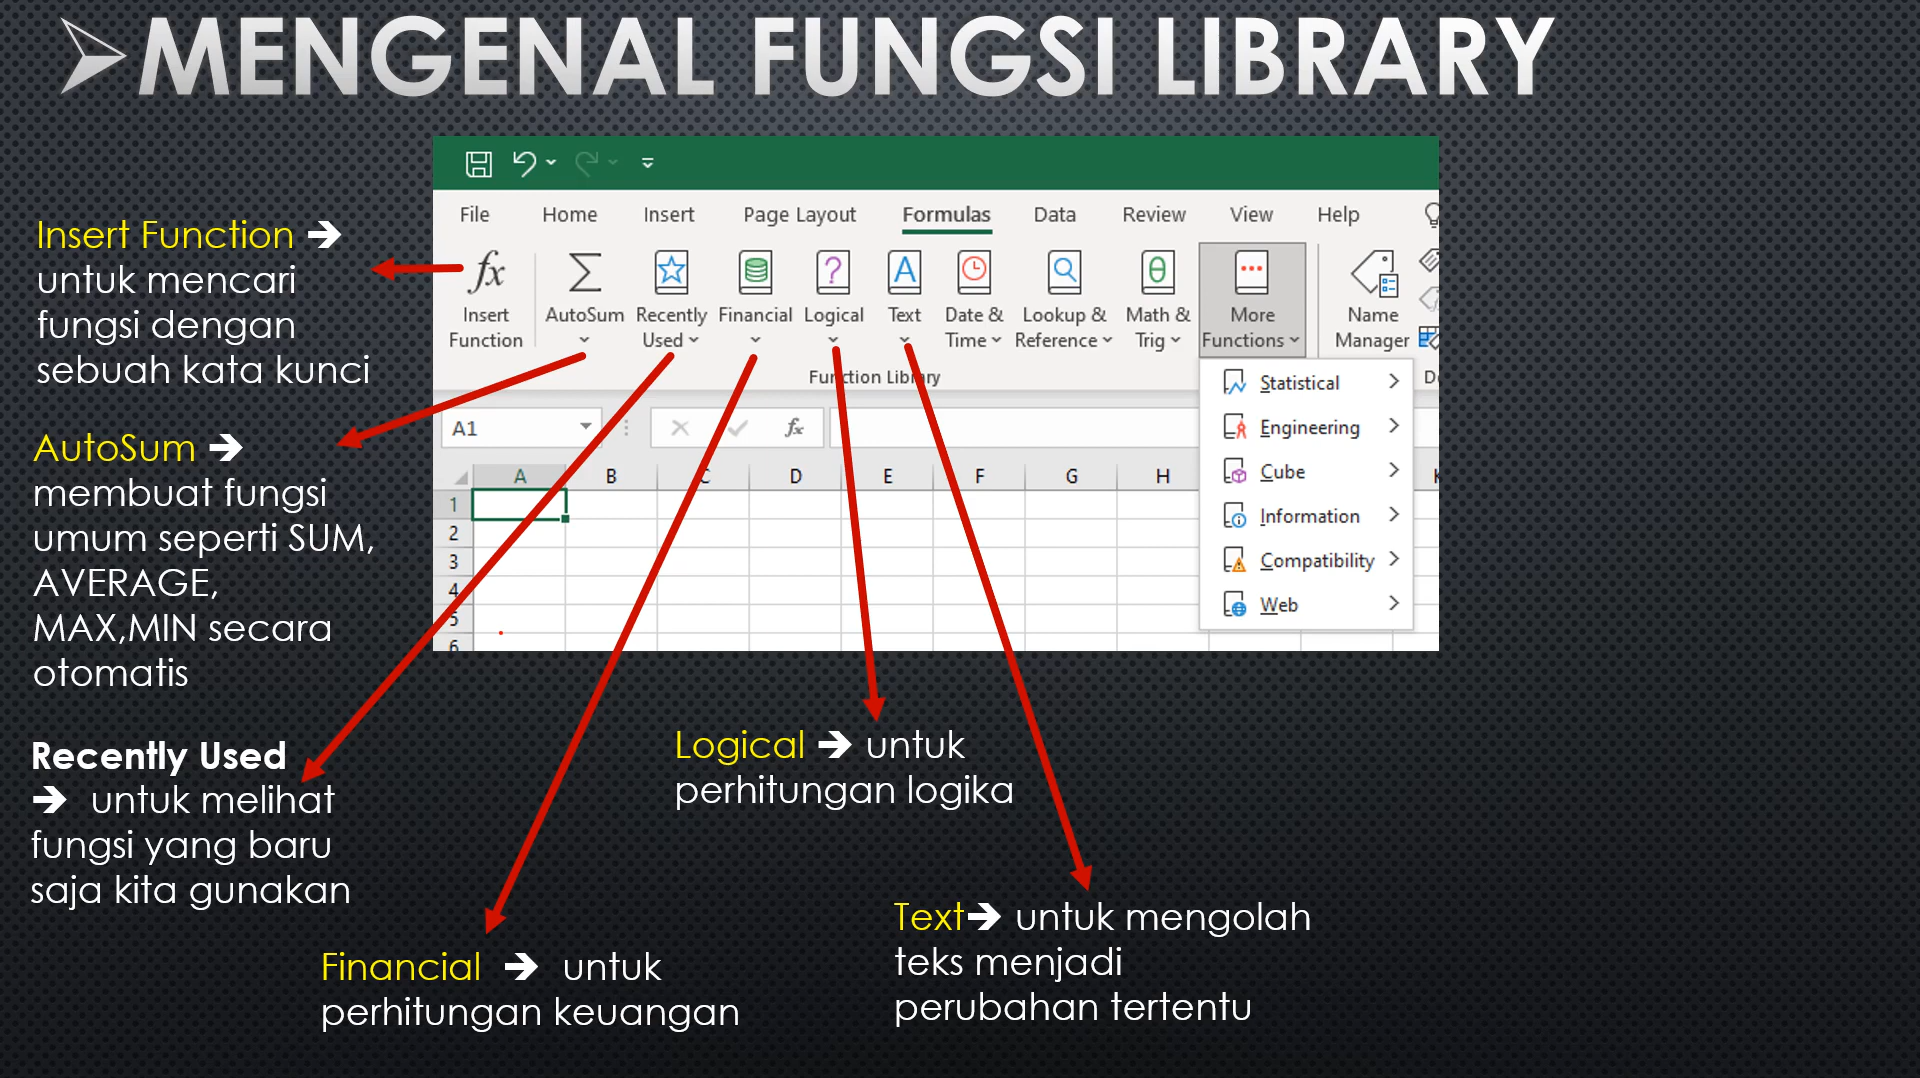 MENGENAL FUNGSI LIBRARY
File Home Insert Page Layout Formulas Data Review View Help
Insert Function
AutoSum
Recently Used
Financial
Logical
Text
Date & Time
Lookup & Reference
Math & Trig
More Functions
Name Manager
Function Library
Statistical
Engineering
Cube
Information
Compatibility
Web
A1
fx
A B C D E F G H
1
2
3
4
5
6
Insert Function ➔
untuk mencari
fungsi dengan
sebuah kata kunci
AutoSum ➔
membuat fungsi
umum seperti SUM,
AVERAGE,
MAX,MIN secara
otomatis
Recently Used
➔ untuk melihat
fungsi yang baru
saja kita gunakan
Financial ➔ untuk
perhitungan keuangan
Logical ➔ untuk
perhitungan logika
Text➔ untuk mengolah
teks menjadi
perubahan tertentu